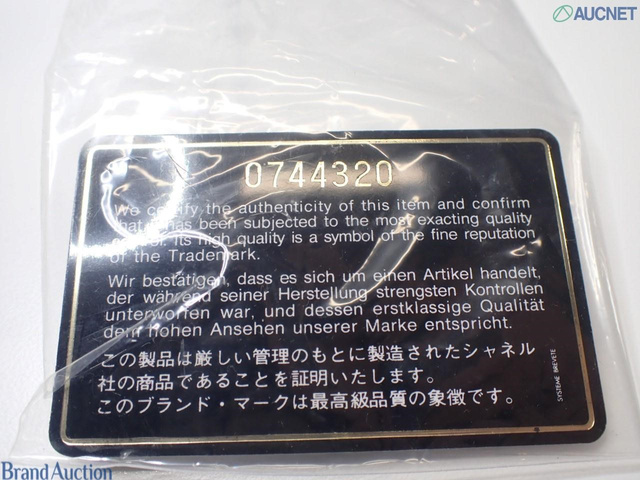 AUCNET
0744320
We certify the authenticity of this item and confirm
that it has been subjected to the most exacting quality
Its high quality is a symbol of the fine reputation
of the Trademark.
Wir bestätigen, dass es sich um einen Artikel handelt,
der während seiner Herstellung strengsten Kontrollen
unterworfen war, und dessen erstklassige Qualität
dem hohen Ansehen unserer Marke entspricht.
この製品は厳しい管理のもとに製造されたシャネル
社の商品であることを証明いたします。
このブランド・マークは最高級品質の象徴です。
SYSTEME BREVETE
Brand Auction